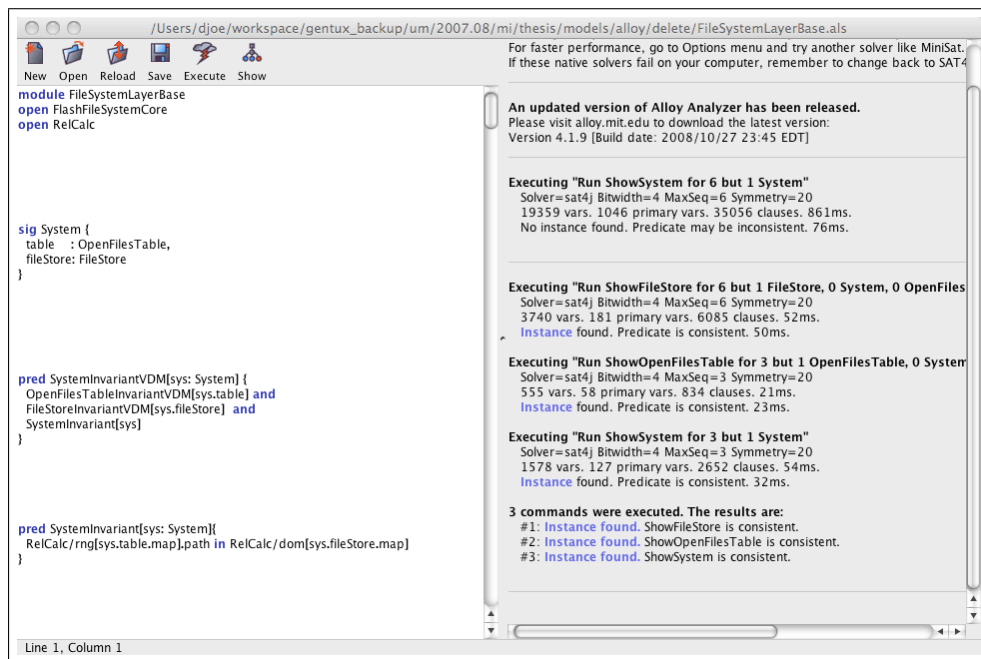 /Users/djoe/workspace/gentux_backup/um/2007.08/mi/thesis/models/alloy/delete/FileSystemLayerBase.als
New Open Reload Save Execute Show
module FileSystemLayerBase
open FlashFileSystemCore
open RelCalc
sig System {
table : OpenFilesTable,
fileStore: FileStore
}
pred SystemInvariantVDM[sys: System] {
OpenFilesTableInvariantVDM[sys.table] and
FileStoreInvariantVDM[sys.fileStore] and
SystemInvariant[sys]
}
pred SystemInvariant[sys: System]{
RelCalc/rng[sys.table.map].path in RelCalc/dom[sys.fileStore.map]
}
For faster performance, go to Options menu and try another solver like MiniSat.
If these native solvers fail on your computer, remember to change back to SAT4
An updated version of Alloy Analyzer has been released.
Please visit alloy.mit.edu to download the latest version:
Version 4.1.9 [Build date: 2008/10/27 23:45 EDT]
Executing "Run ShowSystem for 6 but 1 System"
Solver=sat4j Bitwidth=4 MaxSeq=6 Symmetry=20
19359 vars. 1046 primary vars. 35056 clauses. 861ms.
No instance found. Predicate may be inconsistent. 76ms.
Executing "Run ShowFileStore for 6 but 1 FileStore, 0 System, 0 OpenFiles
Solver=sat4j Bitwidth=4 MaxSeq=6 Symmetry=20
3740 vars. 181 primary vars. 6085 clauses. 52ms.
Instance found. Predicate is consistent. 50ms.
Executing "Run ShowOpenFilesTable for 3 but 1 OpenFilesTable, 0 System
Solver=sat4j Bitwidth=4 MaxSeq=3 Symmetry=20
555 vars. 58 primary vars. 834 clauses. 21ms.
Instance found. Predicate is consistent. 23ms.
Executing "Run ShowSystem for 3 but 1 System"
Solver=sat4j Bitwidth=4 MaxSeq=3 Symmetry=20
1578 vars. 127 primary vars. 2652 clauses. 54ms.
Instance found. Predicate is consistent. 32ms.
3 commands were executed. The results are:
#1: Instance found. ShowFileStore is consistent.
#2: Instance found. ShowOpenFilesTable is consistent.
#3: Instance found. ShowSystem is consistent.
Line 1, Column 1